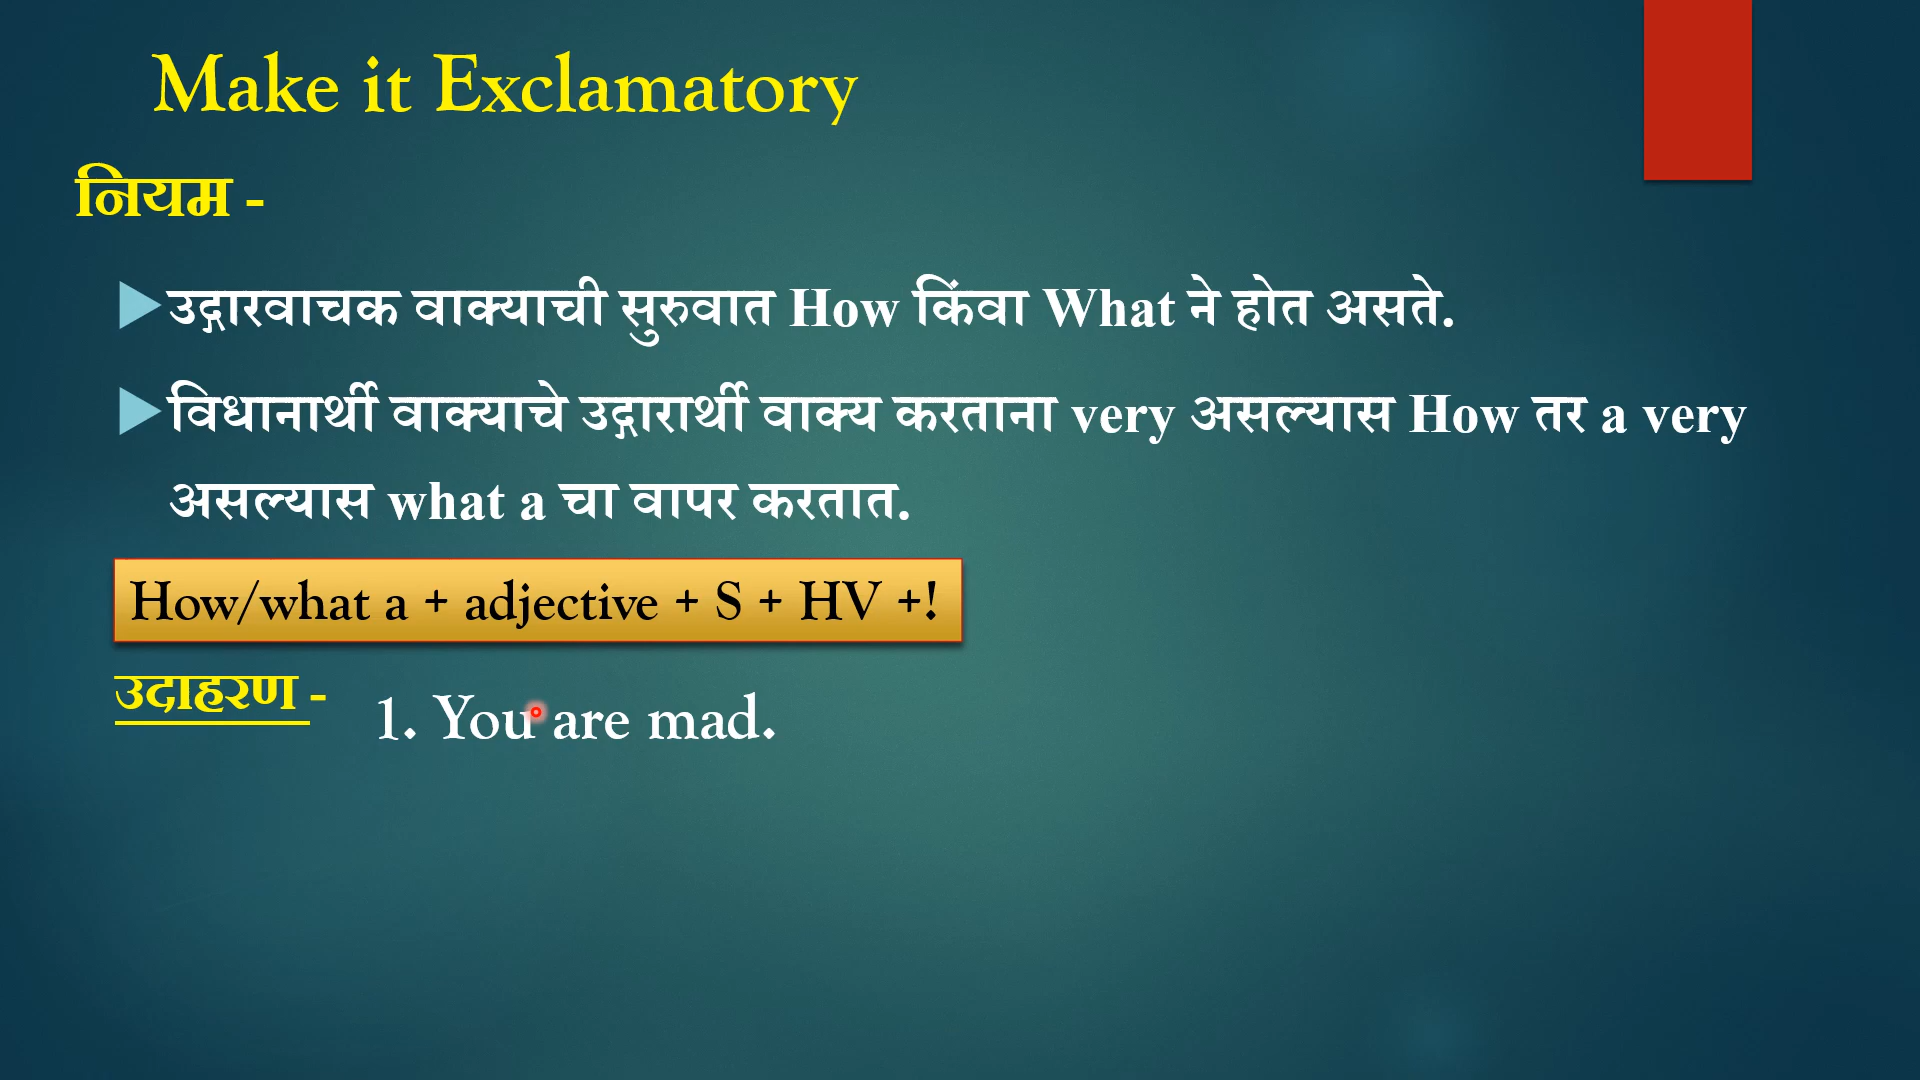 Make it Exclamatory
नियम -
उद्गारवाचक वाक्याची सुरुवात How किंवा What ने होत असते.
विधानार्थी वाक्याचे उद्गारार्थी वाक्य करताना very असल्यास How तर a very
असल्यास what a चा वापर करतात.
How/what a + adjective + S + HV +!
उदाहरण -
1. You are mad.